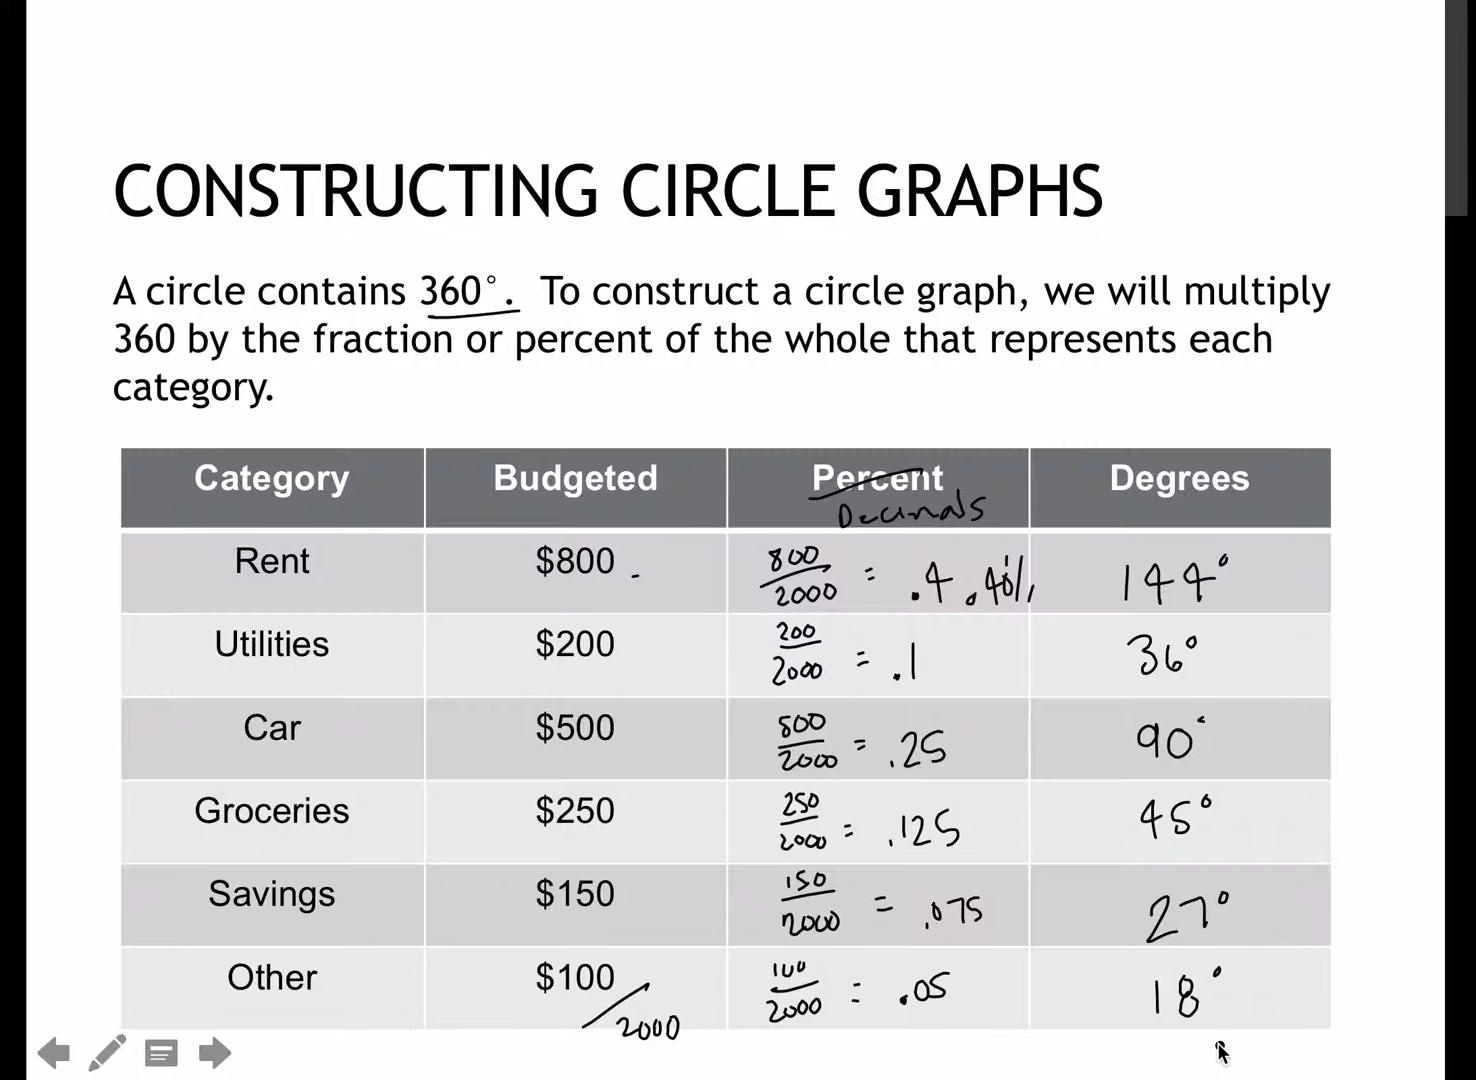 CONSTRUCTING CIRCLE GRAPHS
A circle contains 360°. To construct a circle graph, we will multiply
360 by the fraction or percent of the whole that represents each
category.
Category Budgeted Percent Degrees
Decimals
Rent $800 800/2000 = .4 .40% 144°
Utilities $200 200/2000 = .1 36°
Car $500 500/2000 = .25 90°
Groceries $250 250/2000 = .125 45°
Savings $150 150/2000 = .075 27°
Other $100 100/2000 = .05 18°
2000